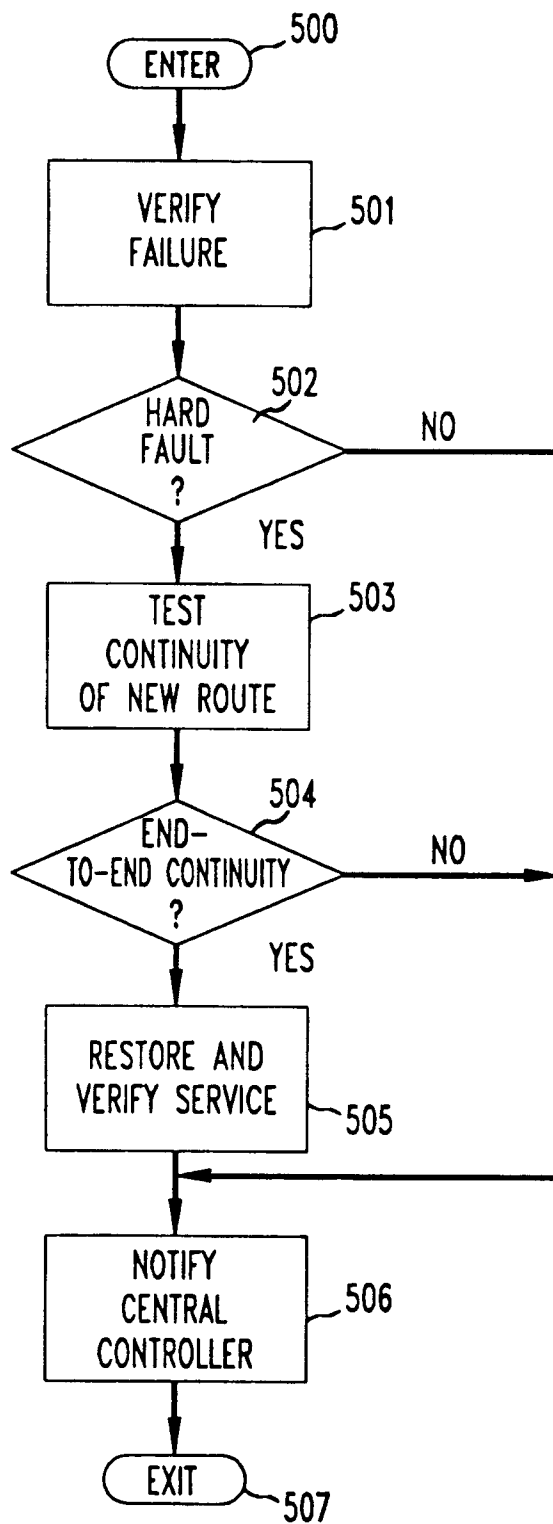 500
ENTER
VERIFY
FAILURE
501
502
HARD
FAULT
?
NO
YES
503
TEST
CONTINUITY
OF NEW ROUTE
504
END-
TO-END CONTINUITY
?
NO
YES
RESTORE AND
VERIFY SERVICE
505
NOTIFY
CENTRAL
CONTROLLER
506
EXIT
507